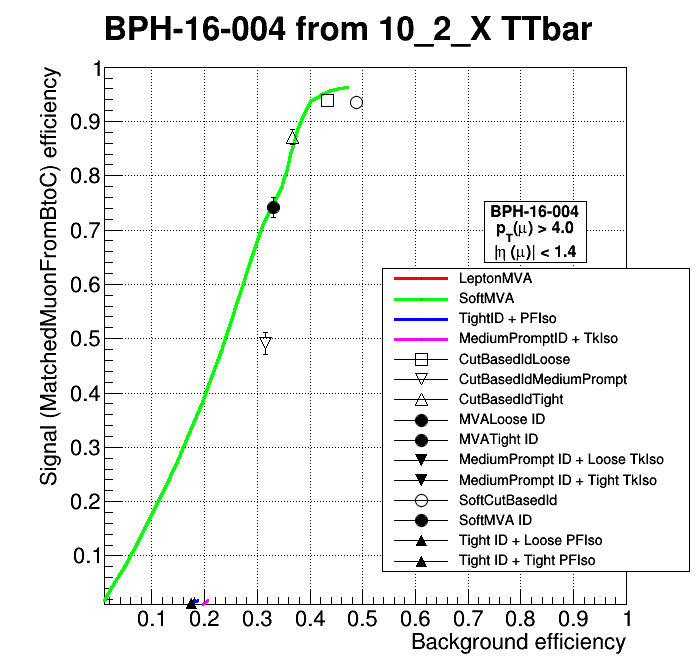 BPH-16-004 from 10_2_X TTbar
Signal (MatchedMuonFromBtoC) efficiency
1
0.9
0.8
0.7
0.6
0.5
0.4
0.3
0.2
0.1
BPH-16-004
pT(μ) > 4.0
|η (μ)| < 1.4
LeptonMVA
SoftMVA
TightID + PFIso
MediumPromptID + TkIso
CutBasedIdLoose
CutBasedIdMediumPrompt
CutBasedIdTight
MVALoose ID
MVATight ID
MediumPrompt ID + Loose TkIso
MediumPrompt ID + Tight TkIso
SoftCutBasedId
SoftMVA ID
Tight ID + Loose PFIso
Tight ID + Tight PFIso
0.1 0.2 0.3 0.4 0.5 0.6 0.7 0.8 0.9 1
Background efficiency